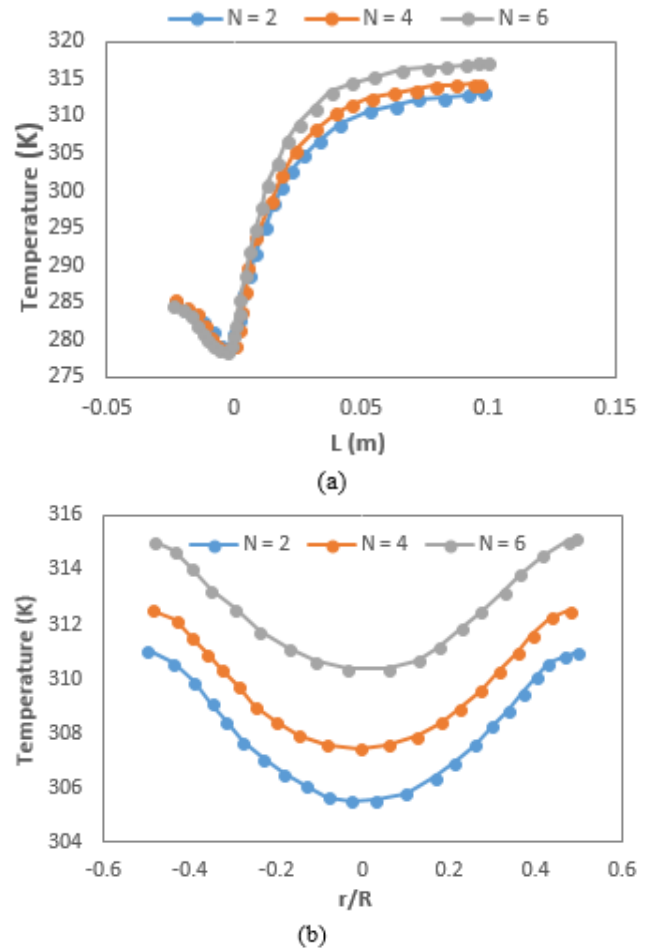 N = 2 N = 4 N = 6
320
315
310
305
300
295
290
285
280
275
Temperature (K)
-0.05 0 0.05 0.1 0.15
L (m)
(a)
316
314
312
310
308
306
304
N = 2 N = 4 N = 6
Temperature (K)
-0.6 -0.4 -0.2 0 0.2 0.4 0.6
r/R
(b)